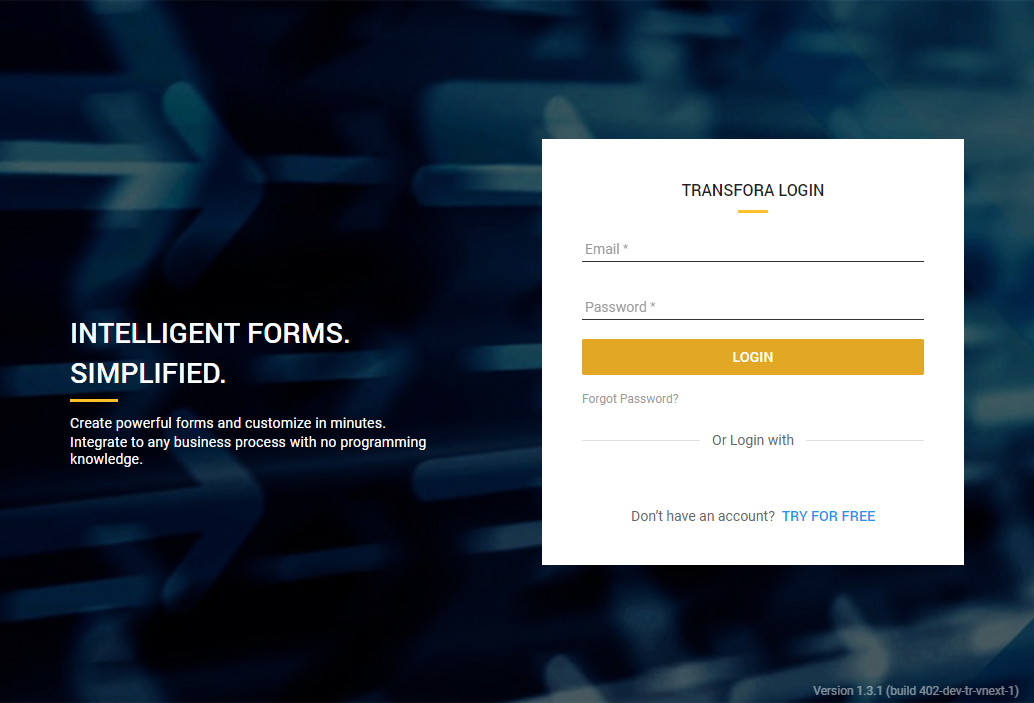 INTELLIGENT FORMS.
SIMPLIFIED.
Create powerful forms and customize in minutes.
Integrate to any business process with no programming
knowledge.
TRANSFORA LOGIN
Email *
Password *
LOGIN
Forgot Password?
Or Login with
Don't have an account? TRY FOR FREE
Version 1.3.1 (build 402-dev-tr-vnext-1)